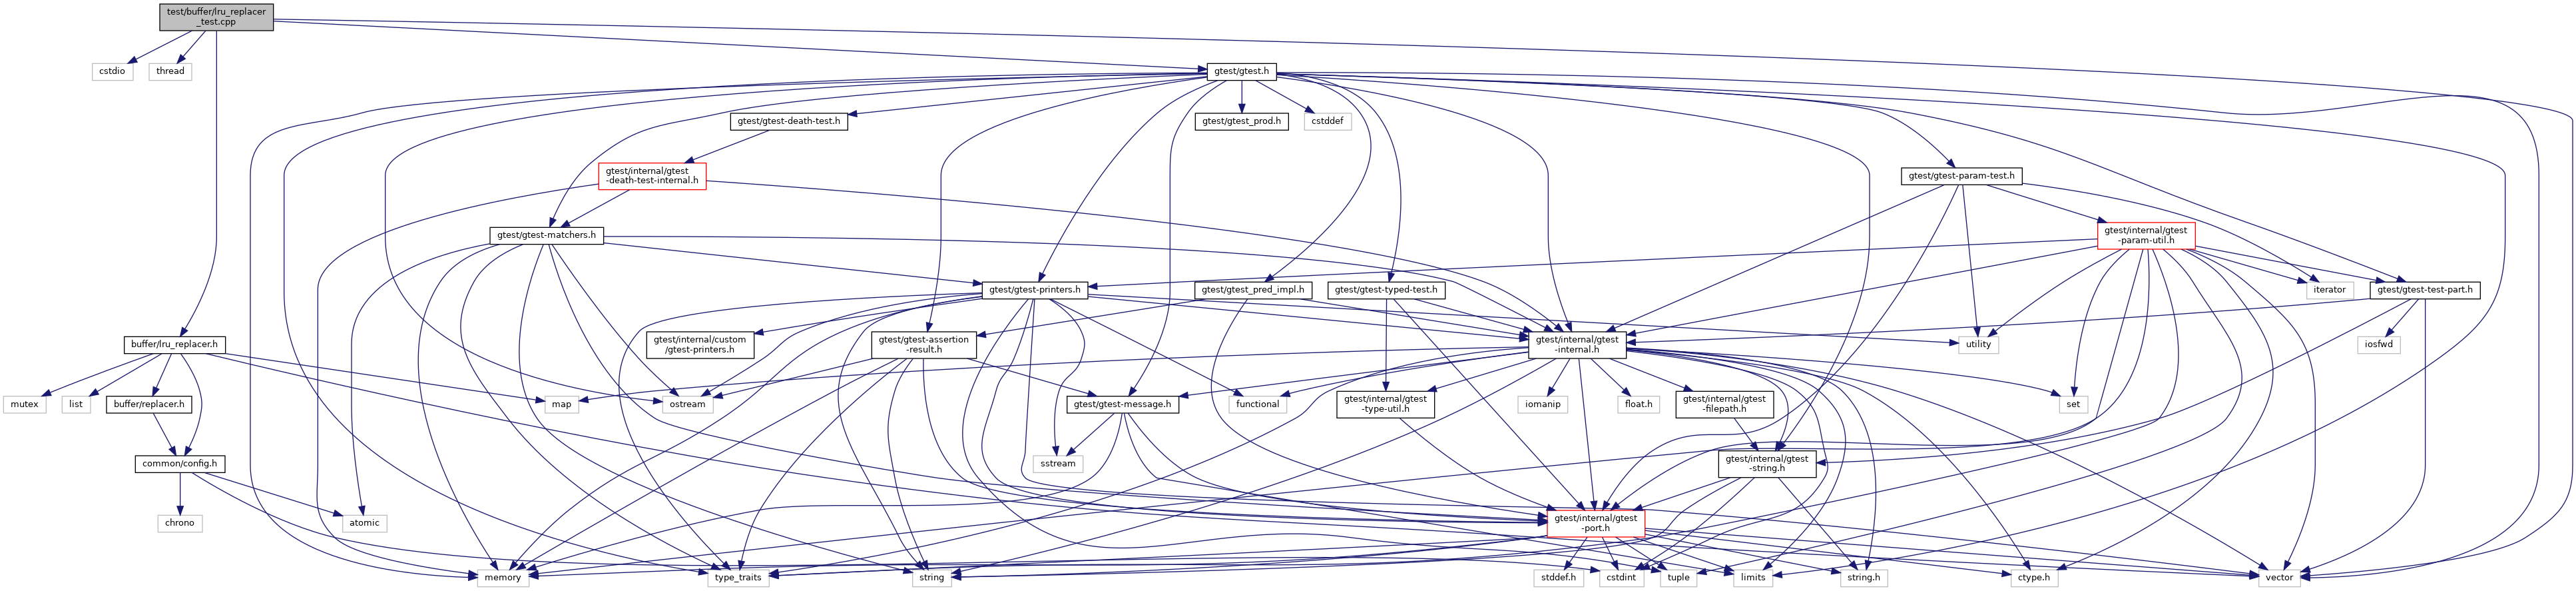 test/buffer/lru_replacer
_test.cpp
cstdio
thread
gtest/gtest.h
gtest/gtest-death-test.h
gtest/gtest_prod.h
cstddef
gtest/internal/gtest
-death-test-internal.h
gtest/gtest-param-test.h
gtest/gtest-matchers.h
gtest/internal/gtest
-param-util.h
gtest/gtest-printers.h
gtest/gtest_pred_impl.h
gtest/gtest-typed-test.h
iterator
gtest/gtest-test-part.h
buffer/lru_replacer.h
gtest/internal/custom
/gtest-printers.h
gtest/gtest-assertion
-result.h
gtest/internal/gtest
-internal.h
utility
iosfwd
mutex
list
buffer/replacer.h
map
ostream
gtest/gtest-message.h
functional
gtest/internal/gtest
-type-util.h
iomanip
float.h
gtest/internal/gtest
-filepath.h
set
common/config.h
sstream
gtest/internal/gtest
-string.h
chrono
atomic
gtest/internal/gtest
-port.h
memory
type_traits
string
stddef.h
cstdint
tuple
limits
string.h
ctype.h
vector